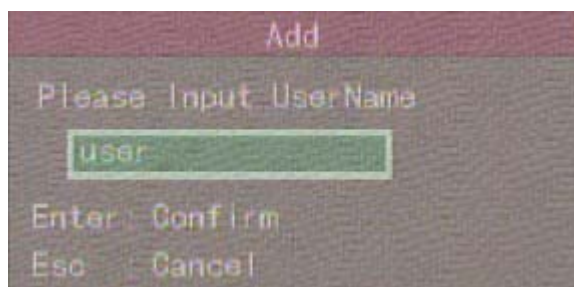 Add
Please Input UserName
user
Enter: Confirm
Esc : Cancel